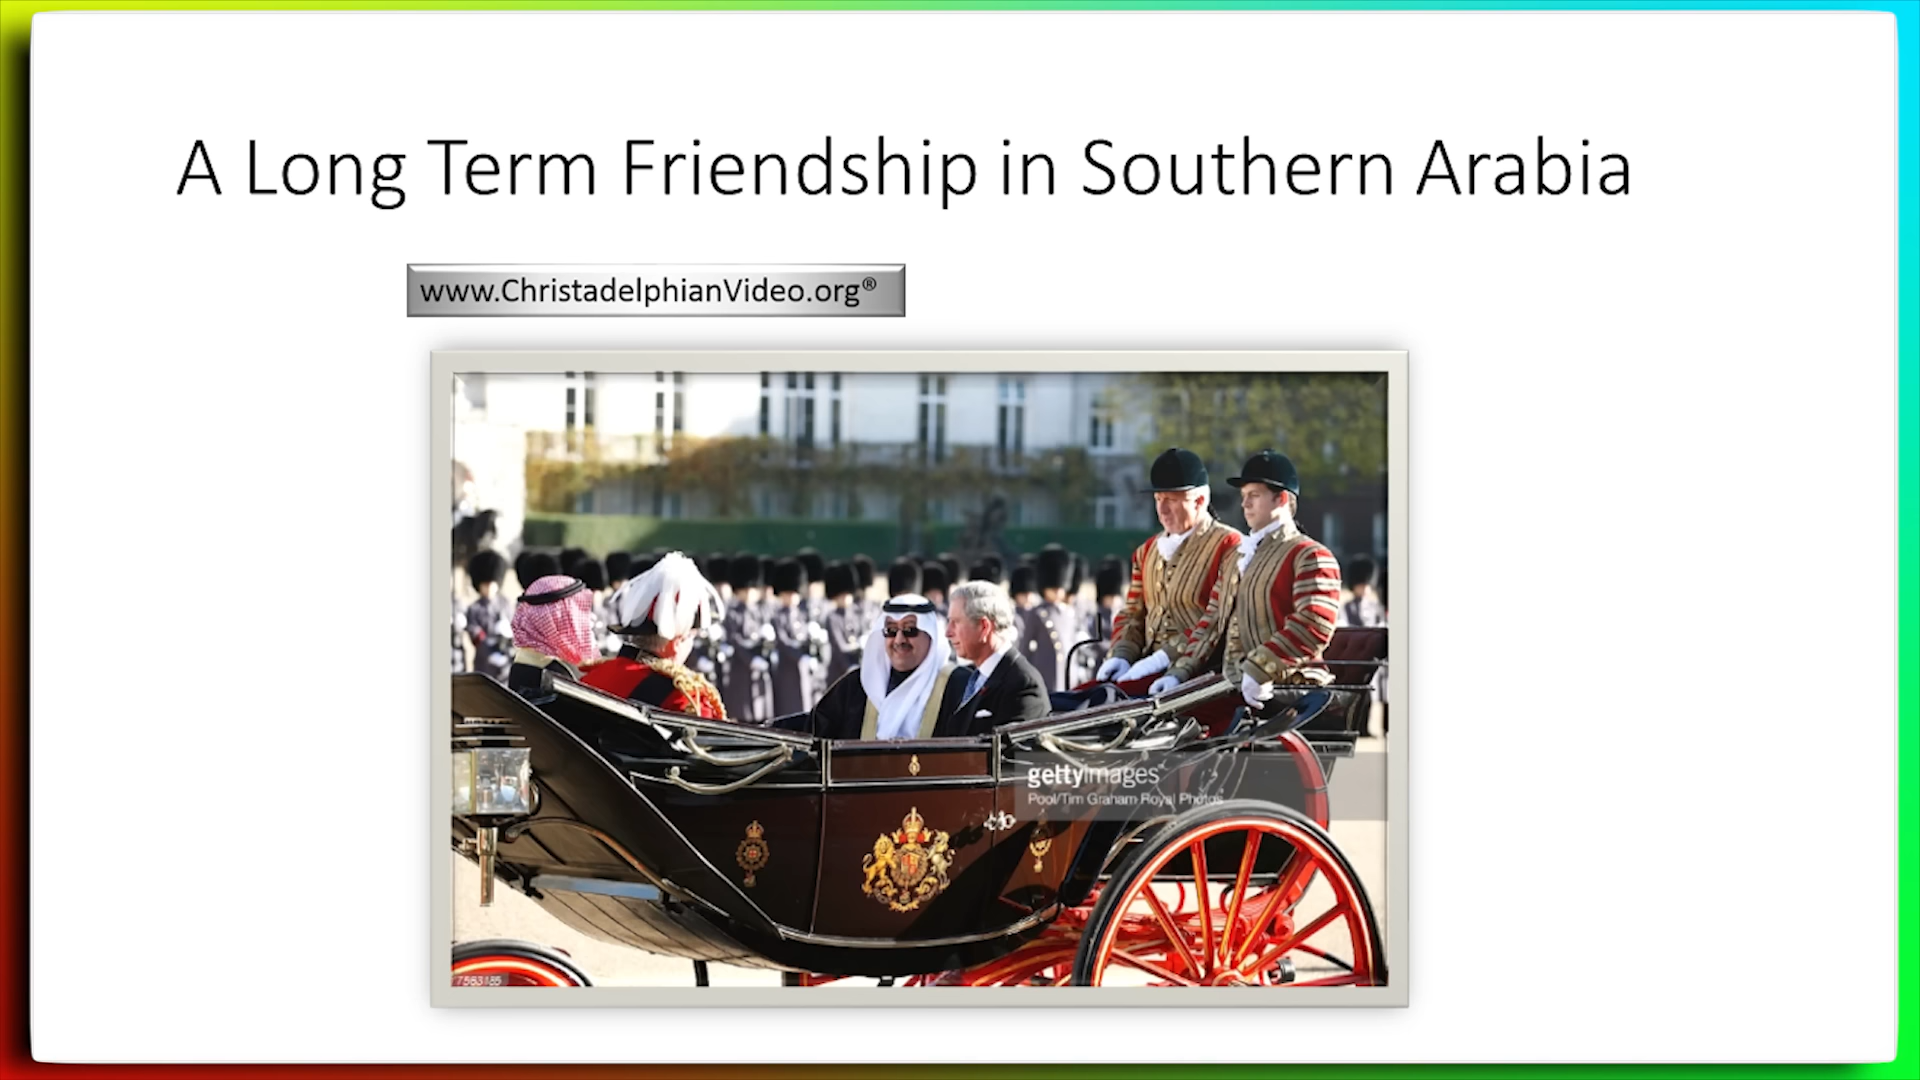 A Long Term Friendship in Southern Arabia
www.ChristadelphianVideo.org®
gettyimages
Pool/Tim Graham Royal Photos